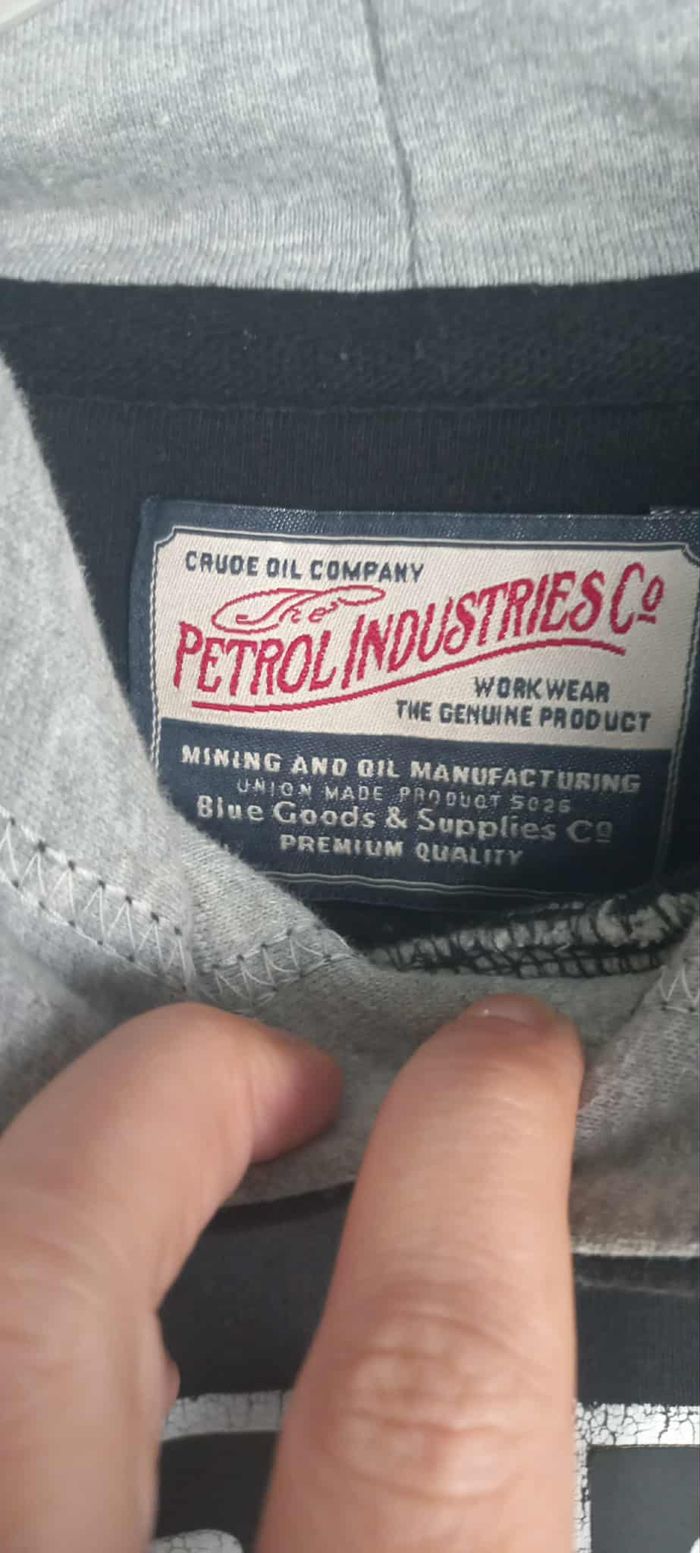 CRUDE OIL COMPANY
The
PETROL INDUSTRIES Co
WORKWEAR
THE GENUINE PRODUCT
MINING AND OIL MANUFACTURING
UNION MADE PRODUCT 5026
Blue Goods & Supplies Co
PREMIUM QUALITY